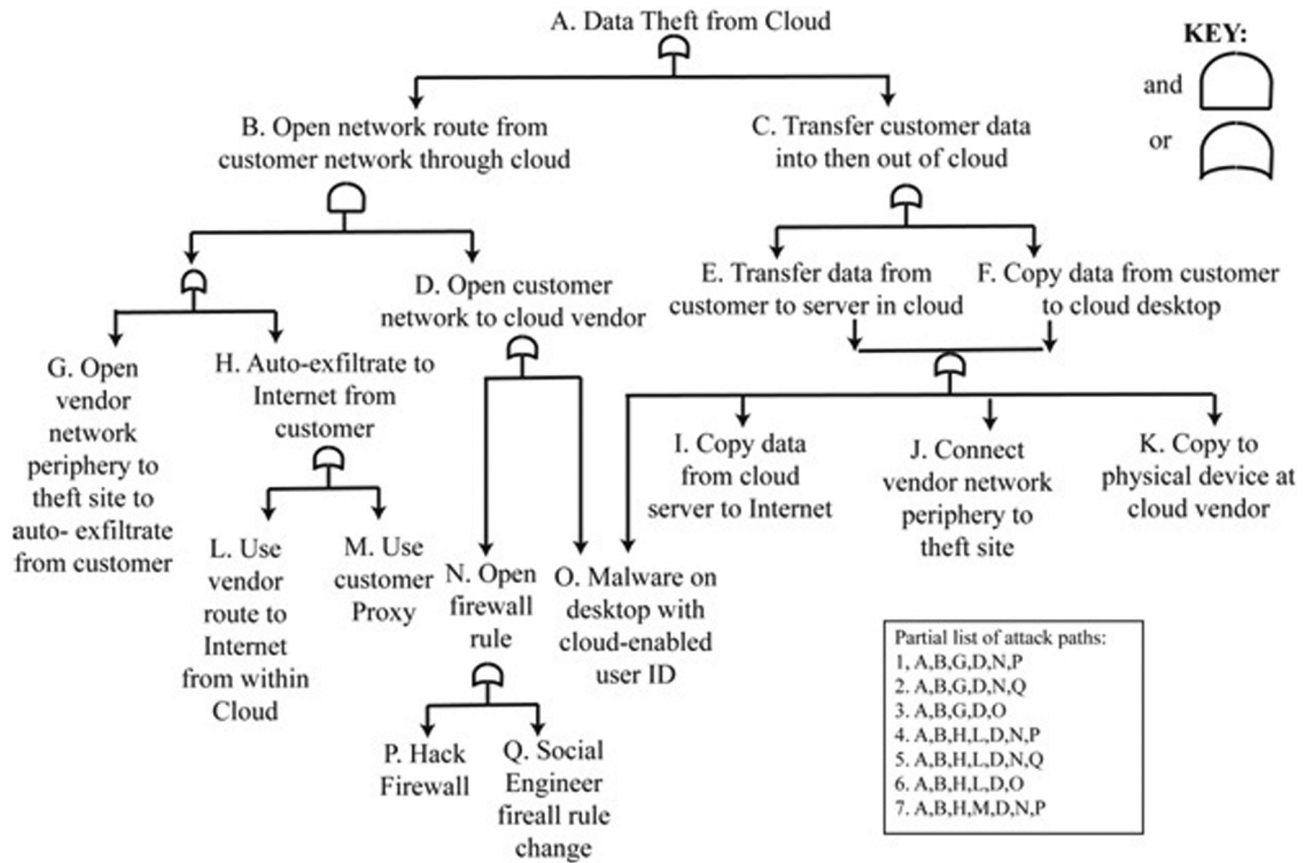 A. Data Theft from Cloud
KEY:
and
or
B. Open network route from
customer network through cloud
C. Transfer customer data
into then out of cloud
D. Open customer
network to cloud vendor
E. Transfer data from
customer to server in cloud
F. Copy data from customer
to cloud desktop
G. Open
vendor
network
periphery to
theft site to
auto- exfiltrate
from customer
H. Auto-exfiltrate to
Internet from
customer
I. Copy data
from cloud
server to Internet
J. Connect
vendor network
periphery to
theft site
K. Copy to
physical device at
cloud vendor
L. Use
vendor
route to
Internet
from within
Cloud
M. Use
customer
Proxy
N. Open
firewall
rule
O. Malware on
desktop with
cloud-enabled
user ID
P. Hack
Firewall
Q. Social
Engineer
fireall rule
change
Partial list of attack paths:
1, A,B,G,D,N,P
2. A,B,G,D,N,Q
3. A,B,G,D,O
4. A,B,H,L,D,N,P
5. A,B,H,L,D,N,Q
6. A,B,H,L,D,O
7. A,B,H,M,D,N,P